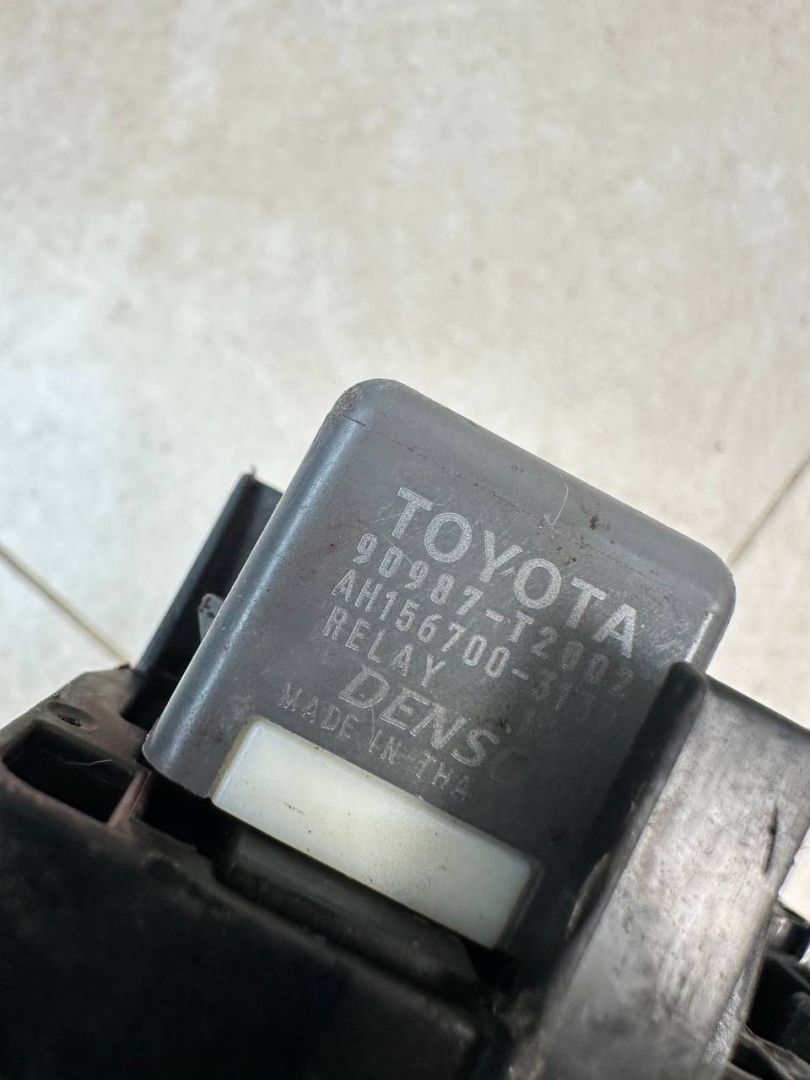 TOYOTA
90987-T2002
AH156700-31
RELAY
DENSO
MADE IN THA